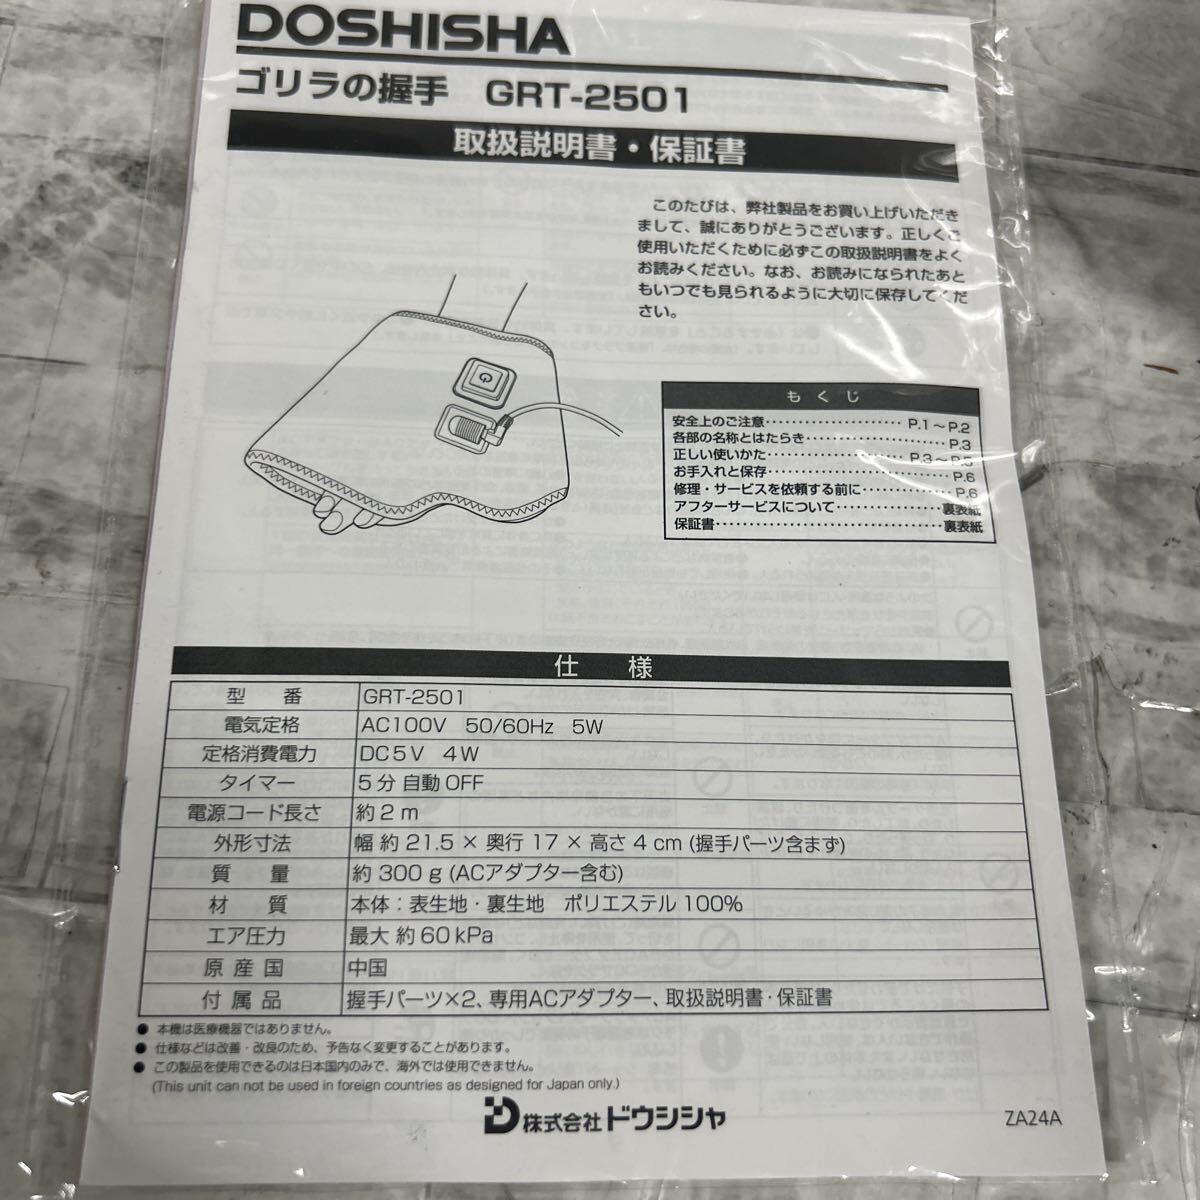 DOSHISHA
ゴリラの握手 GRT-2501
取扱説明書・保証書
このたびは、弊社製品をお買い上げいただき
まして、誠にありがとうございます。正しくご
使用いただくために必ずこの取扱説明書をよく
お読みください。なお、お読みになられたあと
もいつでも見られるように大切に保存してくだ
さい。
もくじ
安全上のご注意 P.1～P.2
各部の名称とはたらき P.3
正しい使いかた P.3～P.5
お手入れと保存 P.6
修理・サービスを依頼する前に P.6
アフターサービスについて 裏表紙
保証書 裏表紙
仕 様
型 番 GRT-2501
電気定格 AC100V 50/60Hz 5W
定格消費電力 DC5V 4W
タイマー 5分 自動OFF
電源コード長さ 約2m
外形寸法 幅 約21.5 × 奥行17 × 高さ4cm (握手パーツ含まず)
質 量 約300g (ACアダプター含む)
材 質 本体：表生地・裏生地 ポリエステル100%
エア圧力 最大 約60kPa
原産国 中国
付属品 握手パーツ×2、専用ACアダプター、取扱説明書・保証書
● 本機は医療機器ではありません。
● 仕様などは改善・改良のため、予告なく変更することがあります。
● この製品を使用できるのは日本国内のみで、海外では使用できません。
(This unit can not be used in foreign countries as designed for Japan only.)
株式会社ドウシシャ
ZA24A